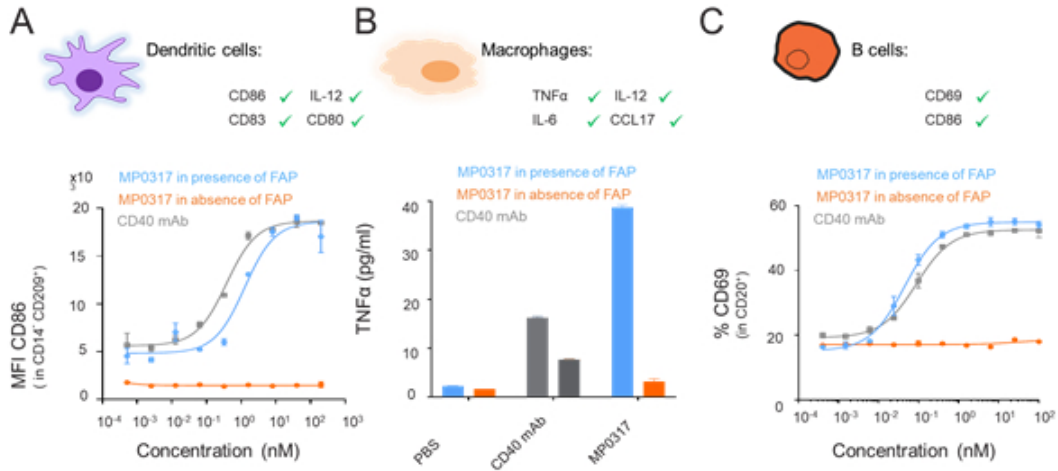 A
Dendritic cells:
CD86 ✓ IL-12 ✓
CD83 ✓ CD80 ✓
x10
3
MP0317 in presence of FAP
MP0317 in absence of FAP
CD40 mAb
20
15
10
5
0
MFI CD86
( in CD14⁻ CD209⁺)
10⁻⁴ 10⁻³ 10⁻² 10⁻¹ 10⁰ 10¹ 10² 10³
Concentration (nM)
B
Macrophages:
TNFα ✓ IL-12 ✓
IL-6 ✓ CCL17 ✓
MP0317 in presence of FAP
MP0317 in absence of FAP
CD40 mAb
40
30
20
10
0
TNFα (pg/ml)
PBS
CD40 mAb
MP0317
C
B cells:
CD69 ✓
CD86 ✓
MP0317 in presence of FAP
MP0317 in absence of FAP
CD40 mAb
60
40
20
0
% CD69
(in CD20⁺)
10⁻⁴ 10⁻³ 10⁻² 10⁻¹ 10⁰ 10¹ 10²
Concentration (nM)